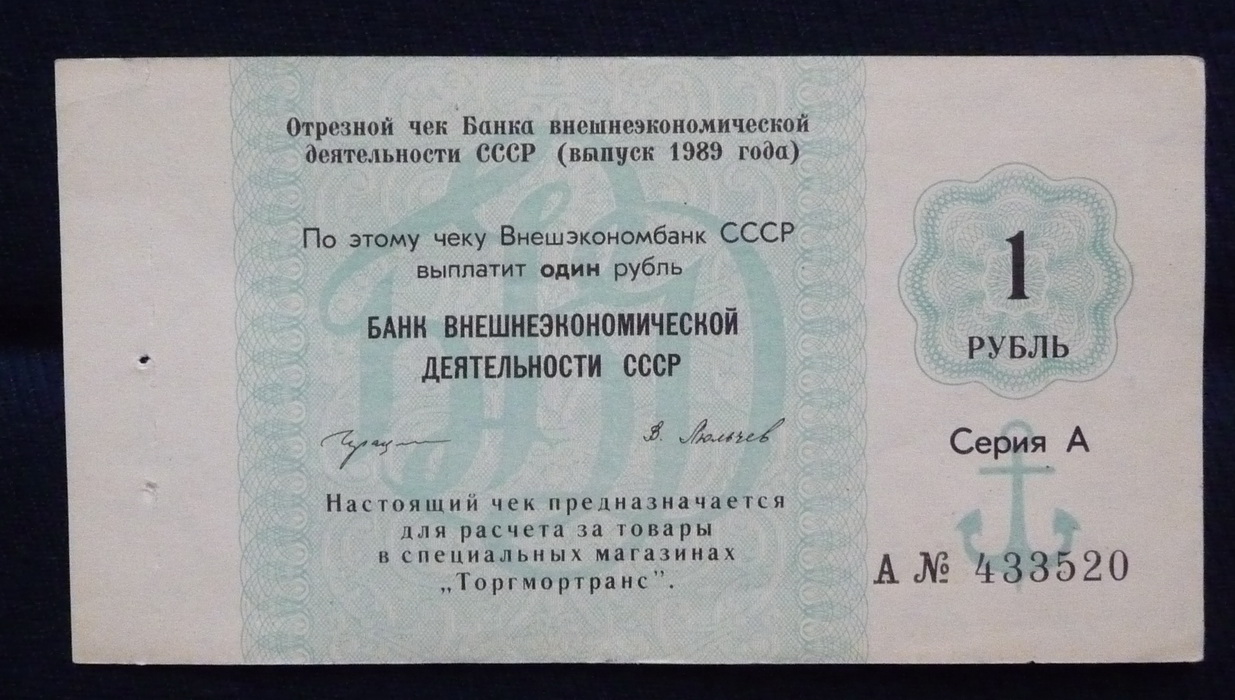 Отрезной чек Банка внешнеэкономической
деятельности СССР (выпуск 1989 года)
По этому чеку Внешэкономбанк СССР
выплатит один рубль
БАНК ВНЕШНЕЭКОНОМИЧЕСКОЙ
ДЕЯТЕЛЬНОСТИ СССР
В. Люльчев
Настоящий чек предназначается
для расчета за товары
в специальных магазинах
„Торгмортранс".
1
РУБЛЬ
Серия А
А № 433520